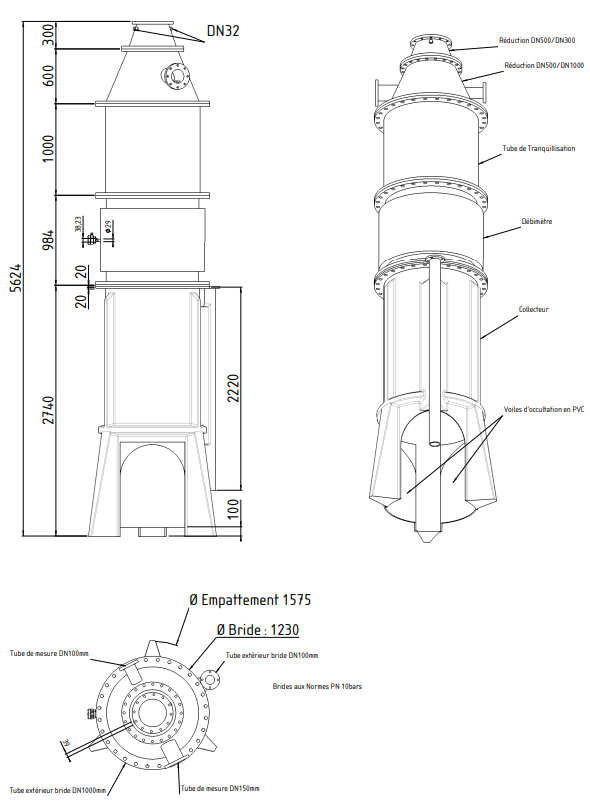 300
DN32
600
1000
38,23
Ø29
984
5624
20
20
2740
2220
100
Réduction DN500/DN300
Réduction DN500/DN1000
Tube de Tranquillisation
Débimètre
Collecteur
Voiles d'occultation en PVC
Ø Empattement 1575
Ø Bride : 1230
Tube de mesure DN100mm
Tube extérieur bride DN100mm
Brides aux Normes PN 10bars
39
Tube extérieur bride DN1000mm
Tube de mesure DN150mm